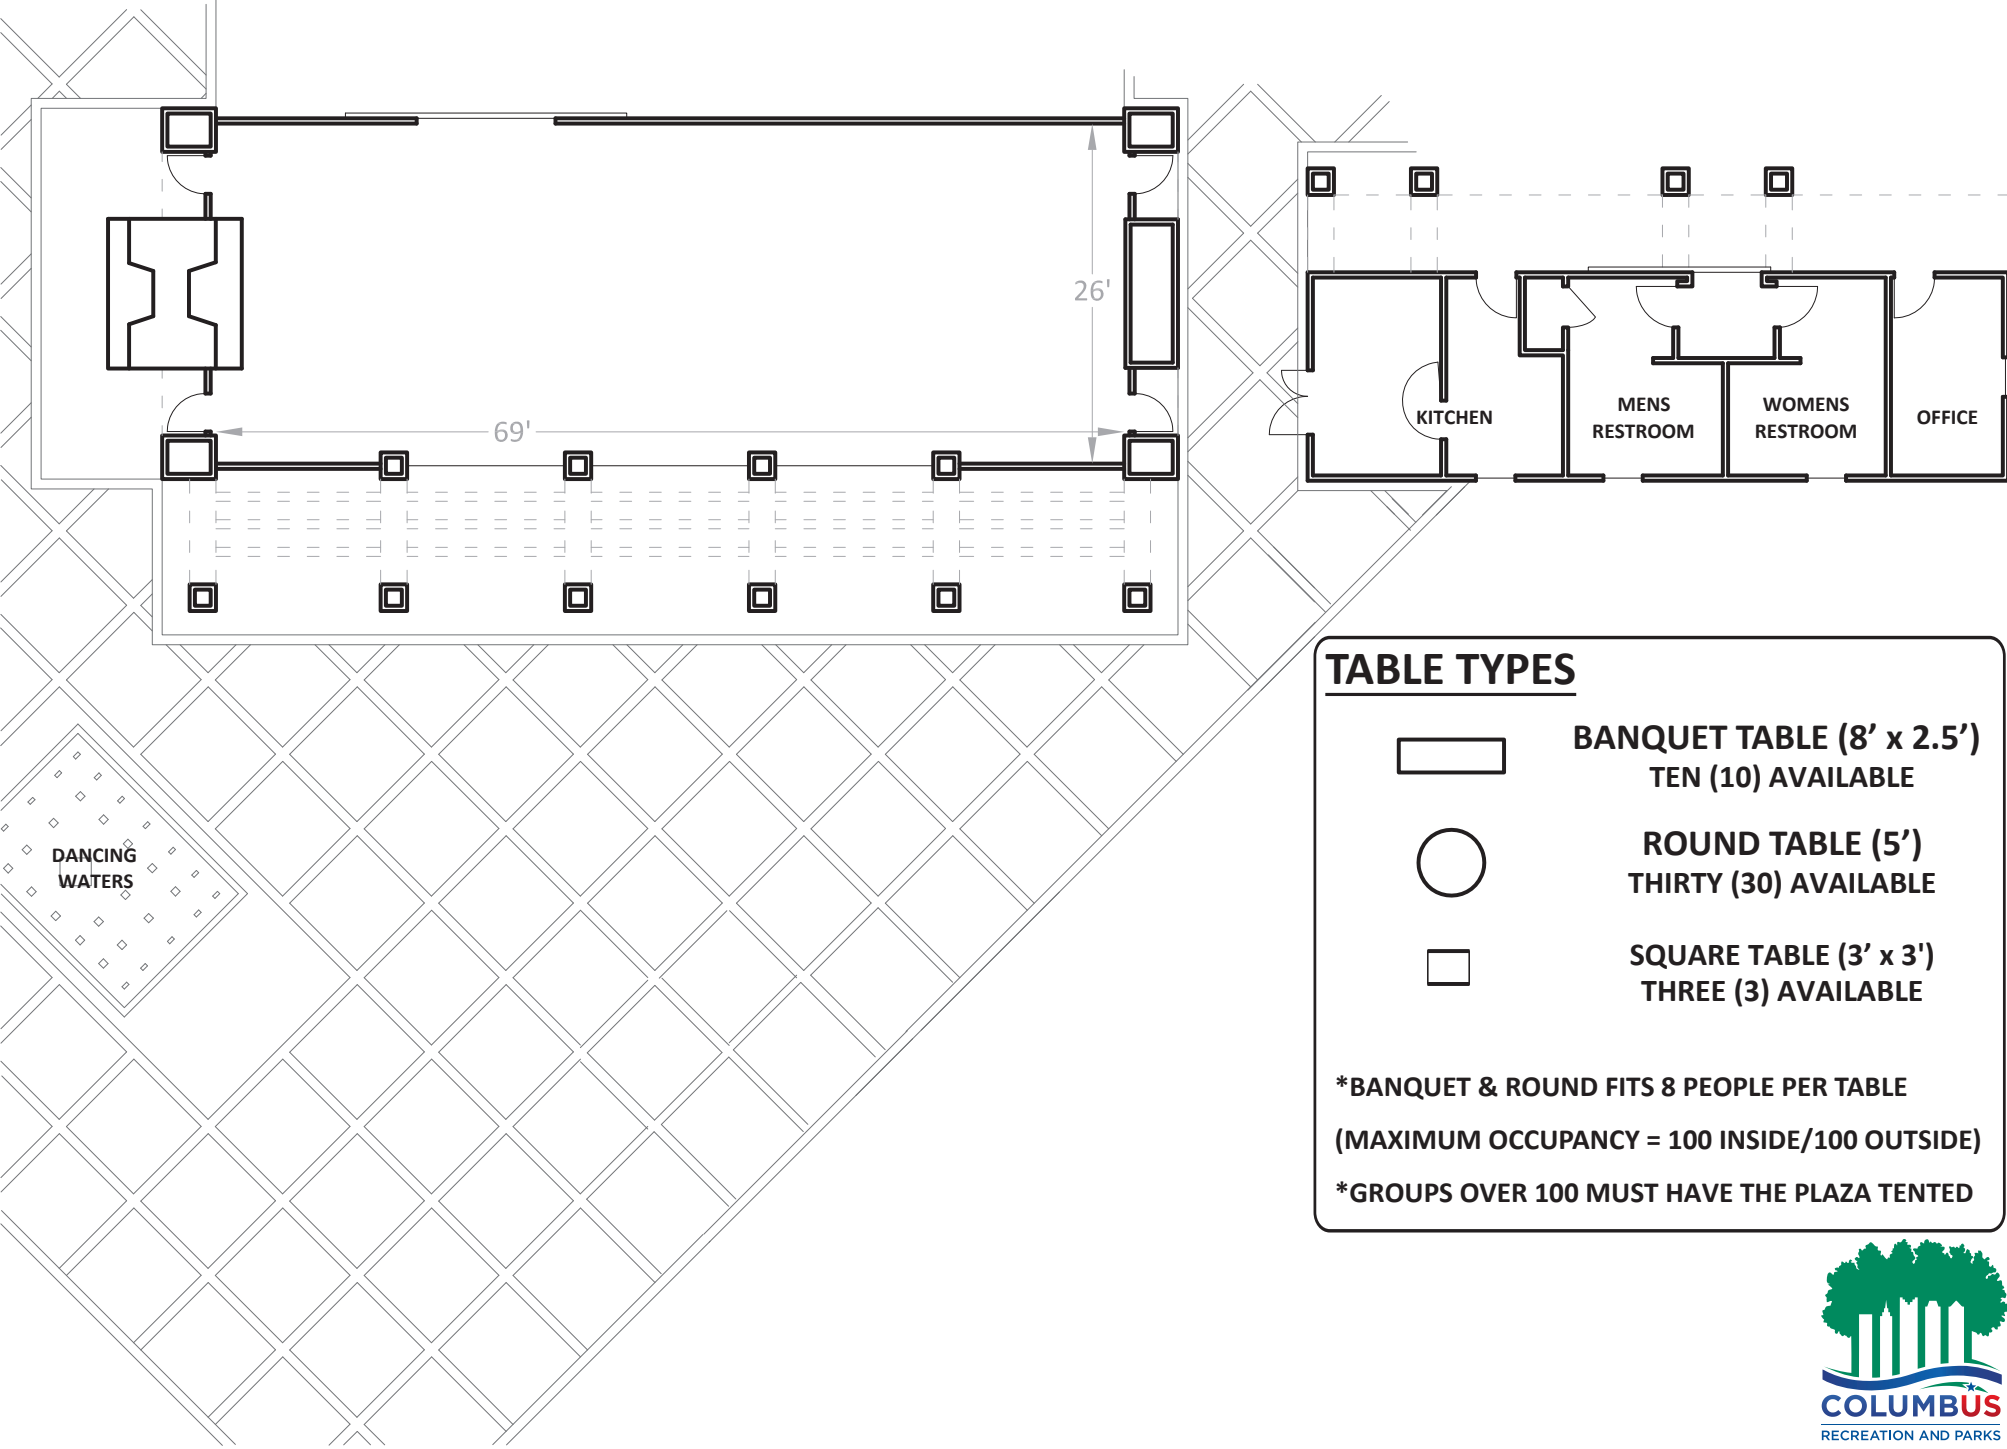 26'
69'
KITCHEN
MENS
RESTROOM
WOMENS
RESTROOM
OFFICE
DANCING
WATERS
TABLE TYPES
BANQUET TABLE (8’ x 2.5’)
TEN (10) AVAILABLE
ROUND TABLE (5’)
THIRTY (30) AVAILABLE
SQUARE TABLE (3’ x 3')
THREE (3) AVAILABLE
*BANQUET & ROUND FITS 8 PEOPLE PER TABLE
(MAXIMUM OCCUPANCY = 100 INSIDE/100 OUTSIDE)
*GROUPS OVER 100 MUST HAVE THE PLAZA TENTED
COLUMBUS
RECREATION AND PARKS